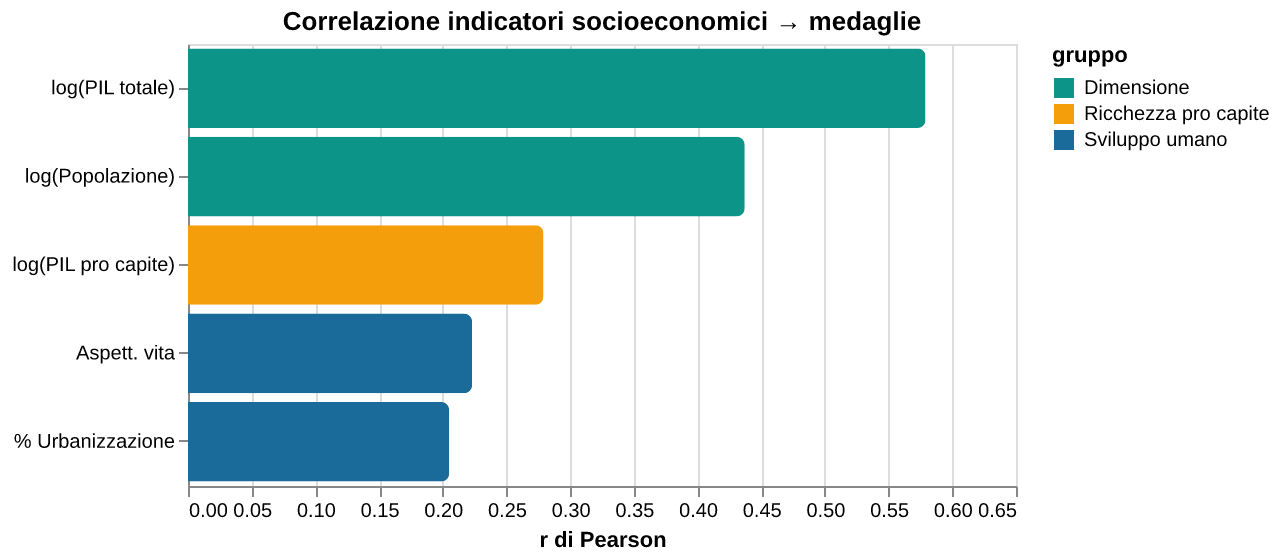 Correlazione indicatori socioeconomici → medaglie
log(PIL totale)
log(Popolazione)
log(PIL pro capite)
Aspett. vita
% Urbanizzazione
0.00 0.05 0.10 0.15 0.20 0.25 0.30 0.35 0.40 0.45 0.50 0.55 0.60 0.65
r di Pearson
gruppo
Dimensione
Ricchezza pro capite
Sviluppo umano